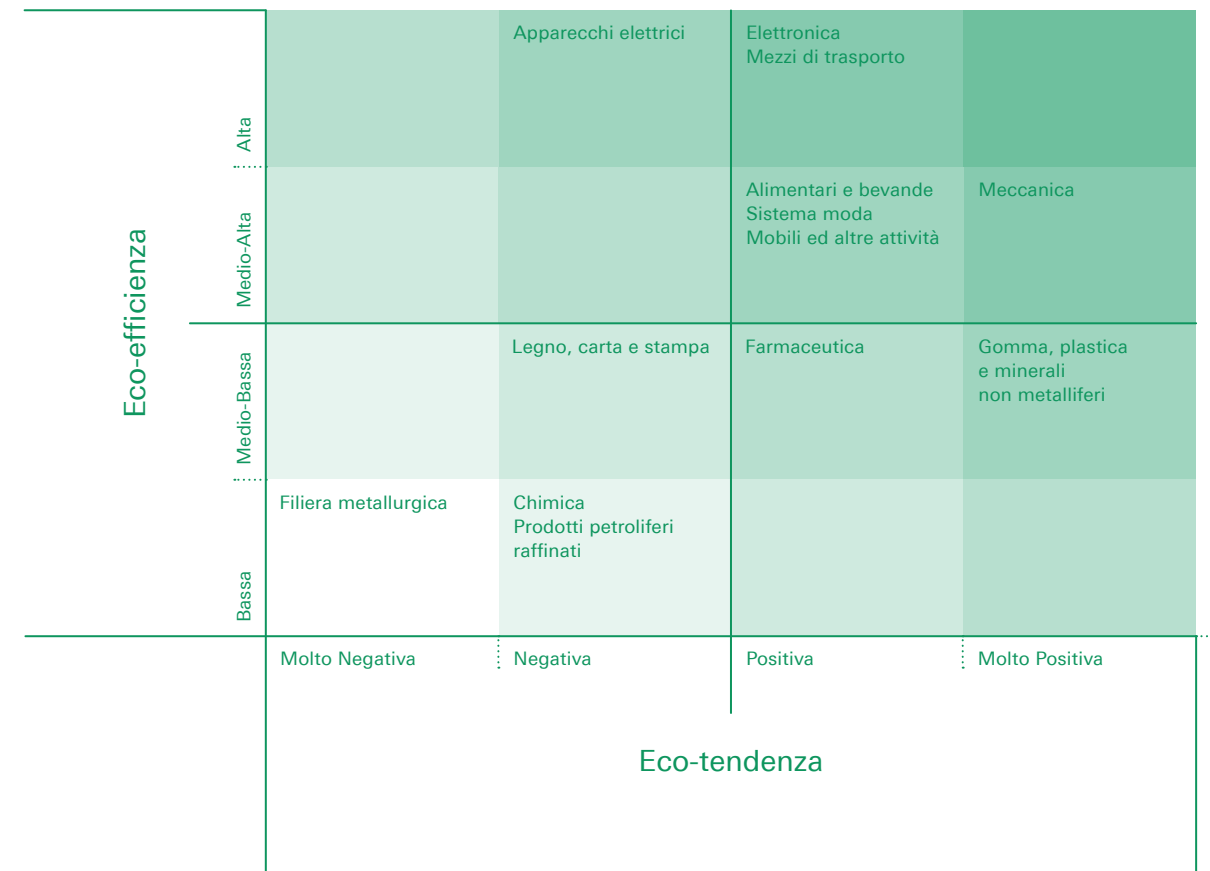 Apparecchi elettrici
Elettronica
Mezzi di trasporto
Alta
Alimentari e bevande
Sistema moda
Mobili ed altre attività
Meccanica
Medio-Alta
Eco-efficienza
Legno, carta e stampa
Farmaceutica
Gomma, plastica
e minerali
non metalliferi
Medio-Bassa
Filiera metallurgica
Chimica
Prodotti petroliferi
raffinati
Bassa
Molto Negativa
Negativa
Positiva
Molto Positiva
Eco-tendenza